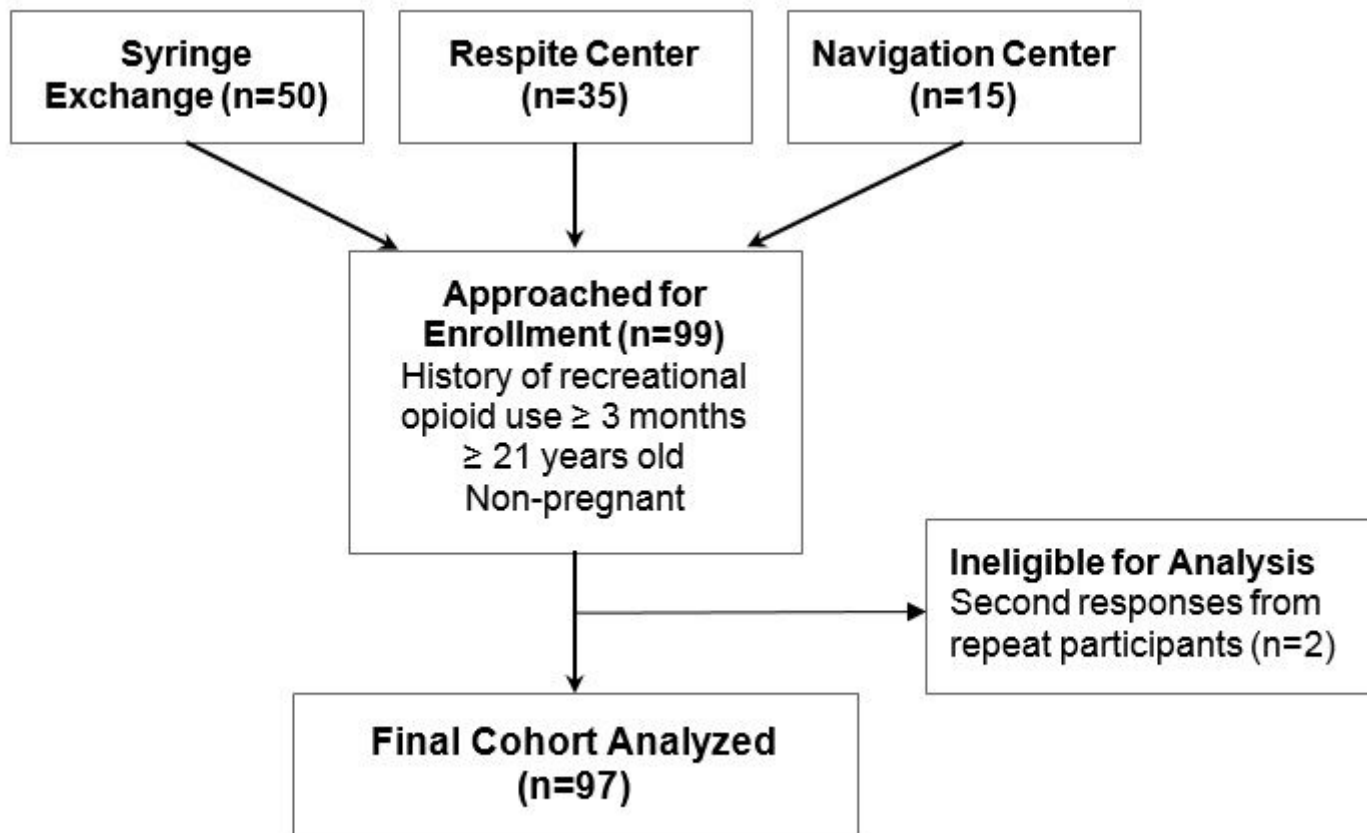 Syringe
Exchange (n=50)
Respite Center
(n=35)
Navigation Center
(n=15)
Approached for
Enrollment (n=99)
History of recreational
opioid use ≥ 3 months
≥ 21 years old
Non-pregnant
Ineligible for Analysis
Second responses from
repeat participants (n=2)
Final Cohort Analyzed
(n=97)